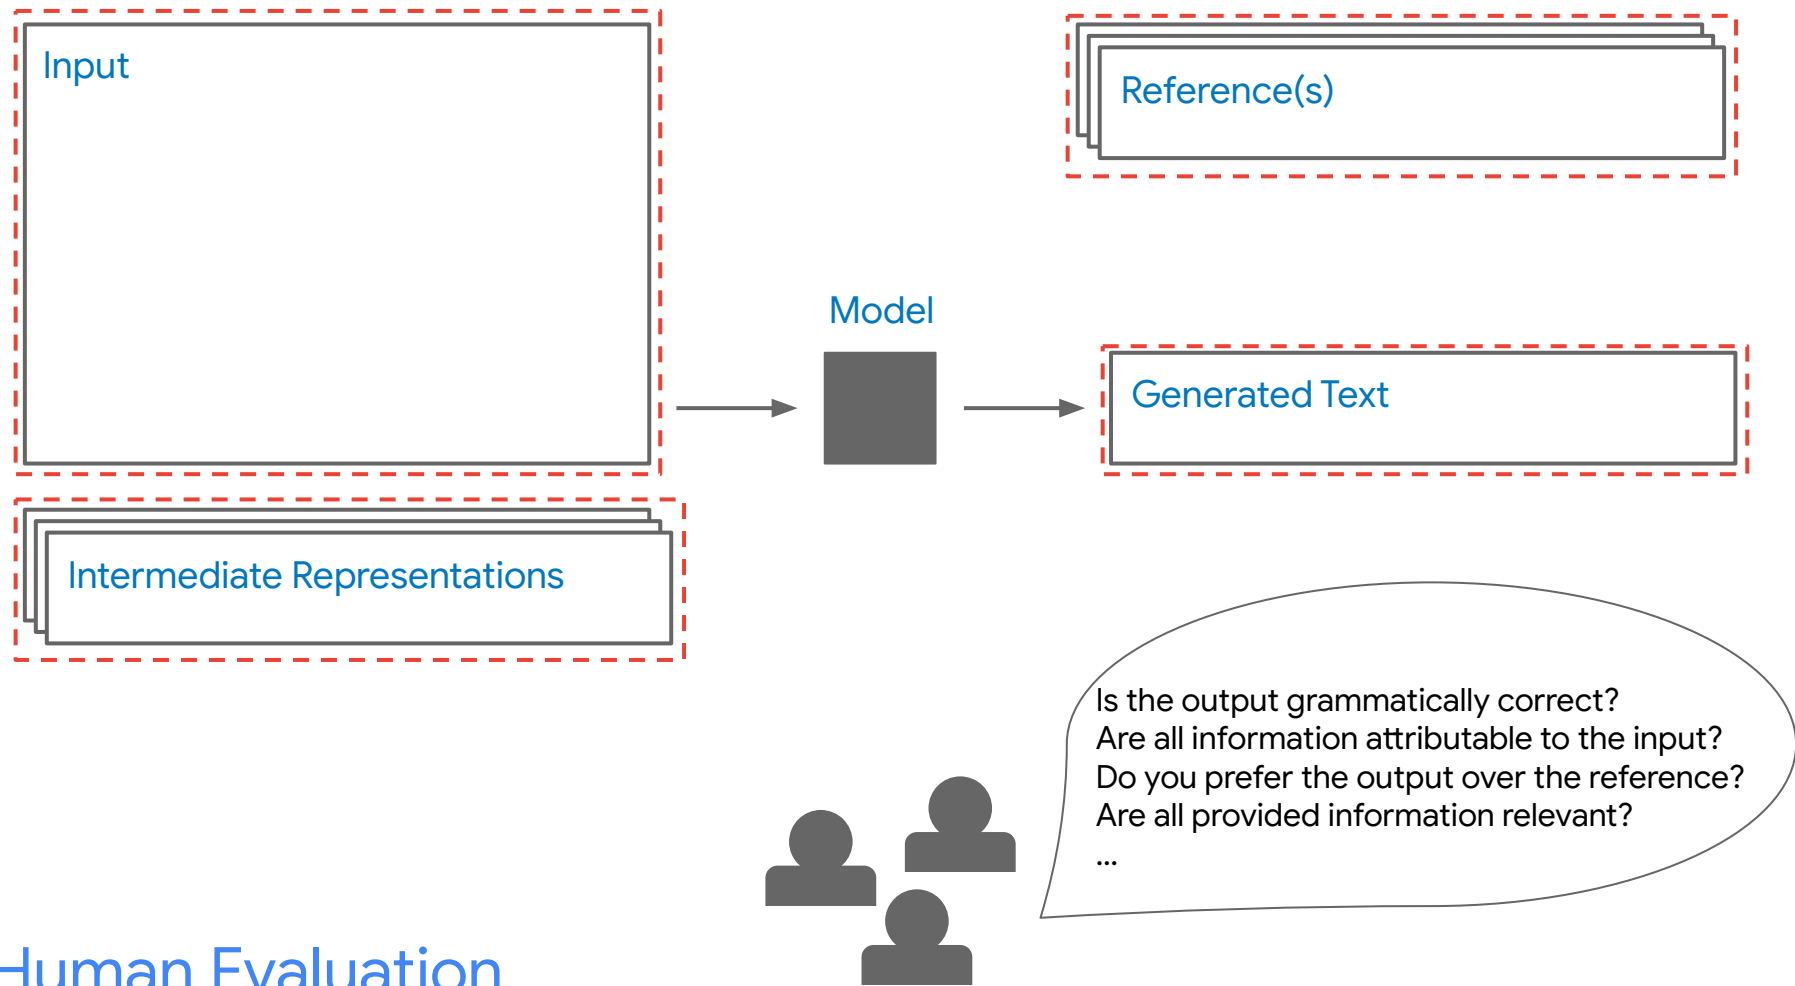 Input
Reference(s)
Model
Generated Text
Intermediate Representations
Is the output grammatically correct?
Are all information attributable to the input?
Do you prefer the output over the reference?
Are all provided information relevant?
...
Human Evaluation